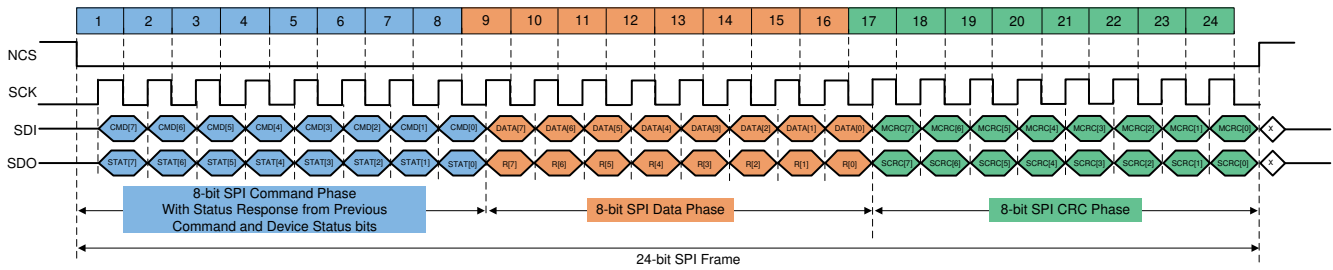 1 2 3 4 5 6 7 8 9 10 11 12 13 14 15 16 17 18 19 20 21 22 23 24
NCS
SCK
SDI CMD[7] CMD[6] CMD[5] CMD[4] CMD[3] CMD[2] CMD[1] CMD[0] DATA[7] DATA[6] DATA[5] DATA[4] DATA[3] DATA[2] DATA[1] DATA[0] MCRC[7] MCRC[6] MCRC[5] MCRC[4] MCRC[3] MCRC[2] MCRC[1] MCRC[0] X
SDO STAT[7] STAT[6] STAT[5] STAT[4] STAT[3] STAT[2] STAT[1] STAT[0] R[7] R[6] R[5] R[4] R[3] R[2] R[1] R[0] SCRC[7] SCRC[6] SCRC[5] SCRC[4] SCRC[3] SCRC[2] SCRC[1] SCRC[0] X
8-bit SPI Command Phase
With Status Response from Previous
Command and Device Status bits
8-bit SPI Data Phase
8-bit SPI CRC Phase
24-bit SPI Frame